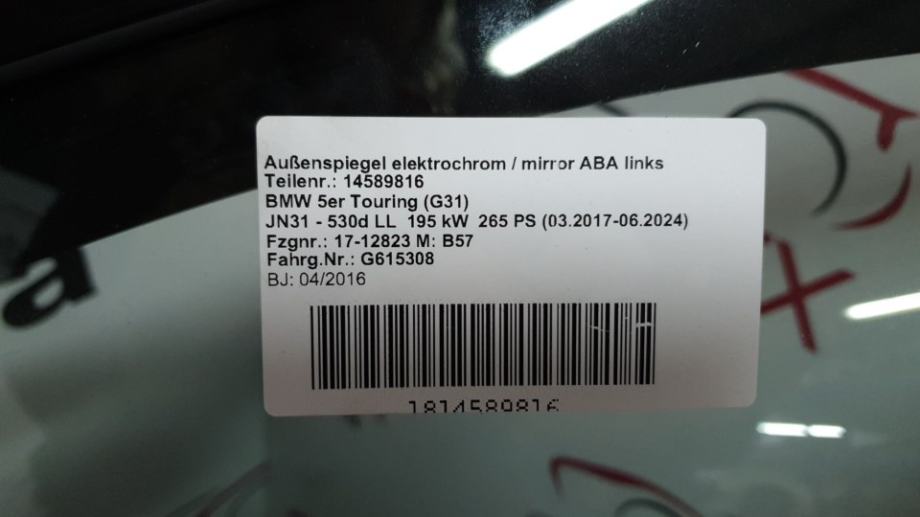 Außenspiegel elektrochrom / mirror ABA links
Teilenr.: 14589816
BMW 5er Touring (G31)
JN31 - 530d LL 195 kW 265 PS (03.2017-06.2024)
Fzgnr.: 17-12823 M: B57
Fahrg.Nr.: G615308
BJ: 04/2016
1814589816